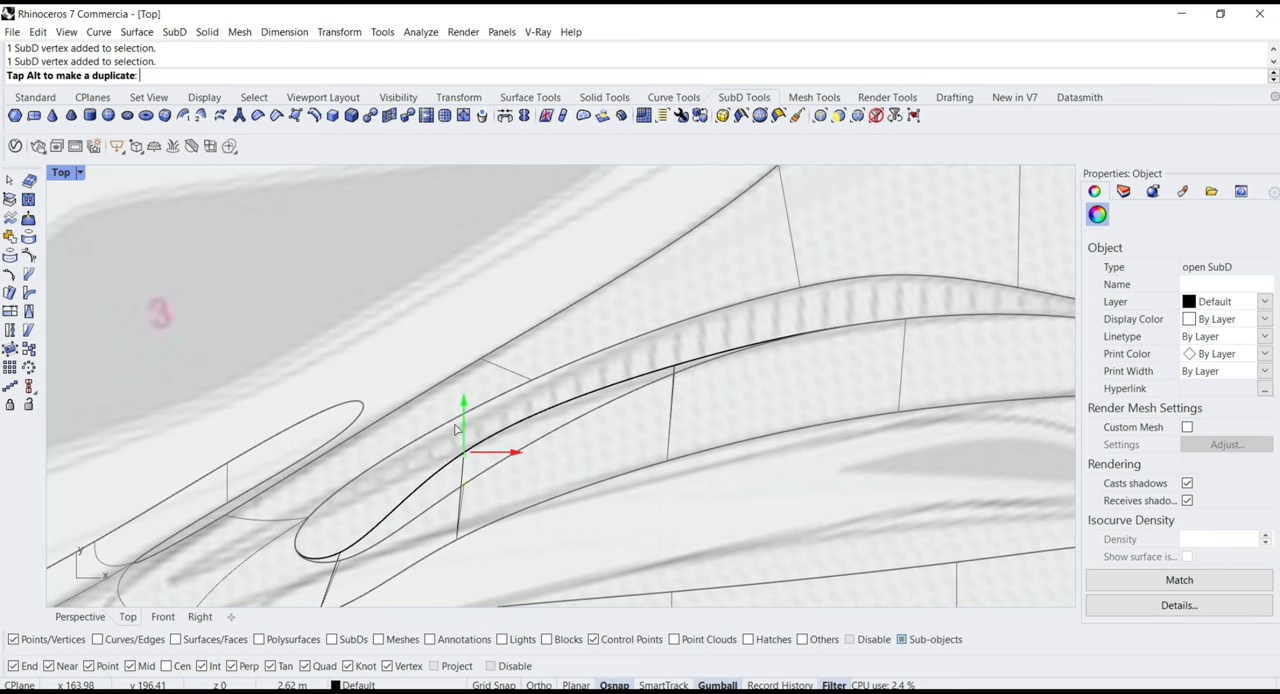 Rhinoceros 7 Commercia - [Top]
File Edit View Curve Surface SubD Solid Mesh Dimension Transform Tools Analyze Render Panels V-Ray Help
1 SubD vertex added to selection.
1 SubD vertex added to selection.
Tap Alt to make a duplicate:
Standard CPlanes Set View Display Select Viewport Layout Visibility Transform Surface Tools Solid Tools Curve Tools SubD Tools Mesh Tools Render Tools Drafting New in V7 Datasmith
Top
Properties: Object
Object
Type open SubD
Name
Layer Default
Display Color By Layer
Linetype By Layer
Print Color By Layer
Print Width By Layer
Hyperlink ...
Render Mesh Settings
Custom Mesh
Settings Adjust...
Rendering
Casts shadows
Receives shado...
Isocurve Density
Density
Show surface is...
Match
Details...
3
y
x
Perspective Top Front Right
Points/Vertices Curves/Edges Surfaces/Faces Polysurfaces SubDs Meshes Annotations Lights Blocks Control Points Point Clouds Hatches Others Disable Sub-objects
End Near Point Mid Cen Int Perp Tan Quad Knot Vertex Project Disable
CPlane x 163.98 y 196.41 z 0 2.62 m Default Grid Snap Ortho Planar Osnap SmartTrack Gumball Record History Filter CPU use: 2.4 %